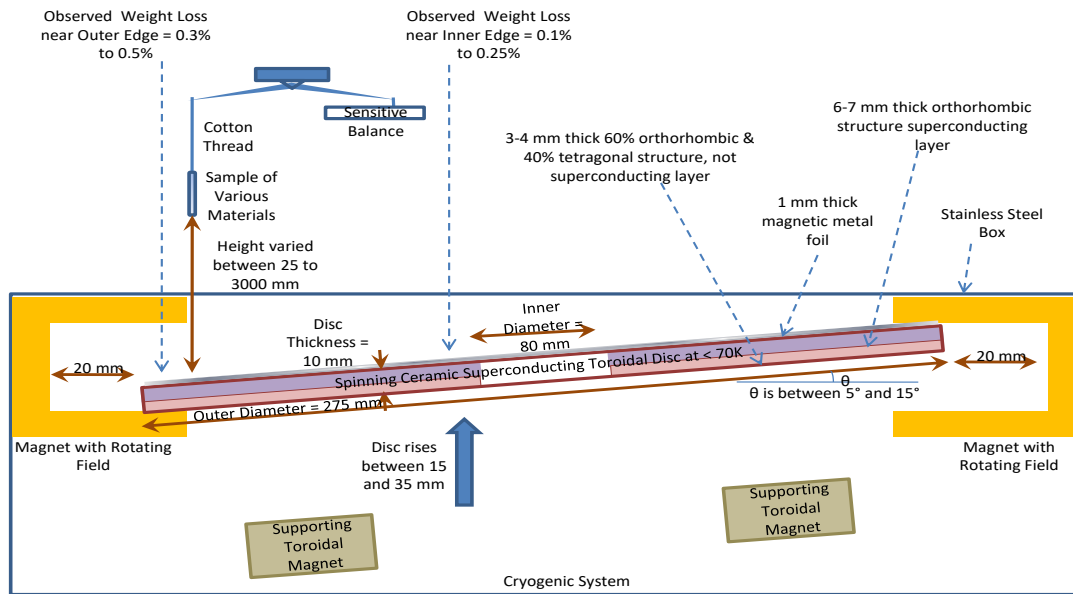 Observed Weight Loss
near Outer Edge = 0.3%
to 0.5%
Observed Weight Loss
near Inner Edge = 0.1%
to 0.25%
Sensitive
Balance
Cotton
Thread
Sample of
Various
Materials
Height varied
between 25 to
3000 mm
3-4 mm thick 60% orthorhombic &
40% tetragonal structure, not
superconducting layer
6-7 mm thick orthorhombic
structure superconducting
layer
1 mm thick
magnetic metal
foil
Stainless Steel
Box
Disc
Thickness =
10 mm
Inner
Diameter =
80 mm
20 mm
20 mm
Spinning Ceramic Superconducting Toroidal Disc at < 70K
Outer Diameter = 275 mm
θ
θ is between 5° and 15°
Magnet with Rotating
Field
Disc rises
between 15
and 35 mm
Magnet with
Rotating Field
Supporting
Toroidal
Magnet
Supporting
Toroidal
Magnet
Cryogenic System